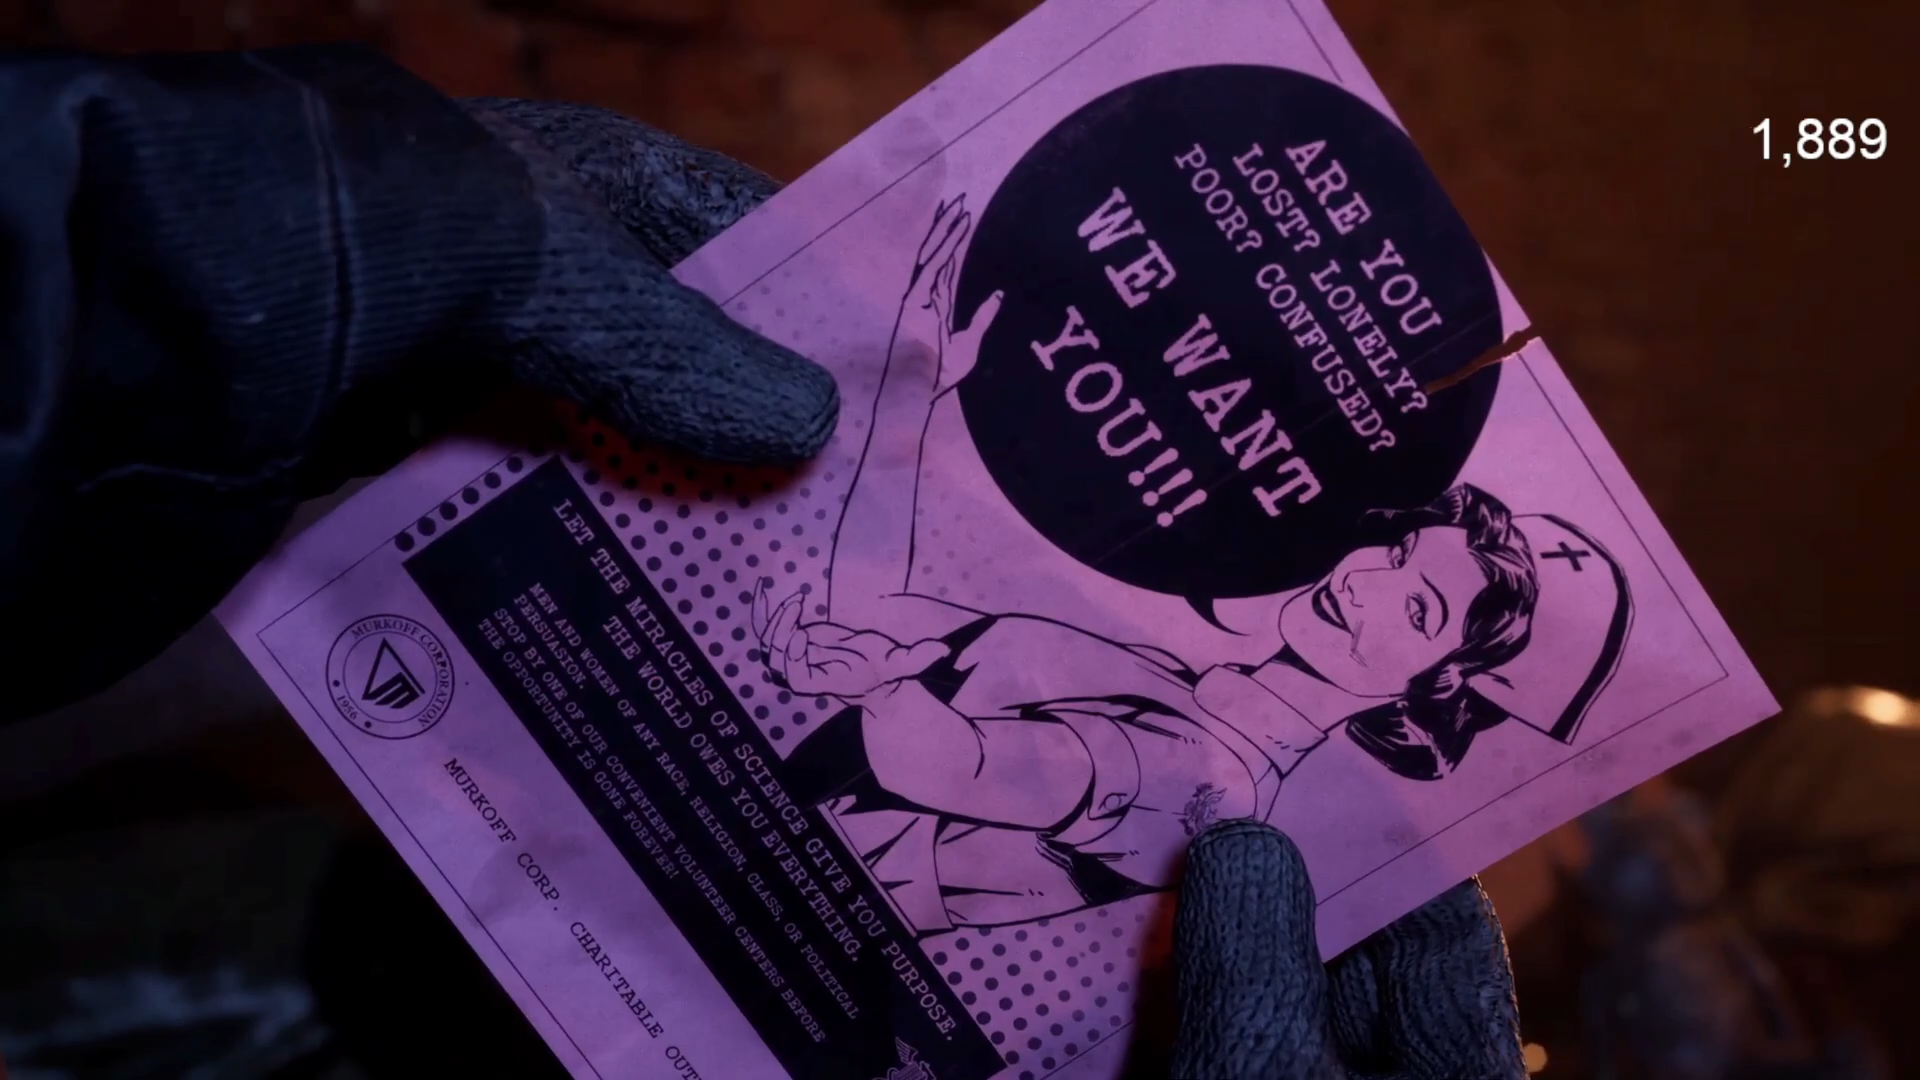 1,889
ARE YOU
LOST? LONELY?
POOR? CONFUSED?
WE WANT
YOU!!!
LET THE MIRACLES OF SCIENCE GIVE YOU PURPOSE.
THE WORLD OWES YOU EVERYTHING.
MEN AND WOMEN OF ANY RACE, RELIGION, CLASS, OR POLITICAL
PERSUASION.
STOP BY ONE OF OUR CONVENIENT VOLUNTEER CENTERS BEFORE
THE OPPORTUNITY IS GONE FOREVER!
MURKOFF CORPORATION
1956
MURKOFF CORP. CHARITABLE